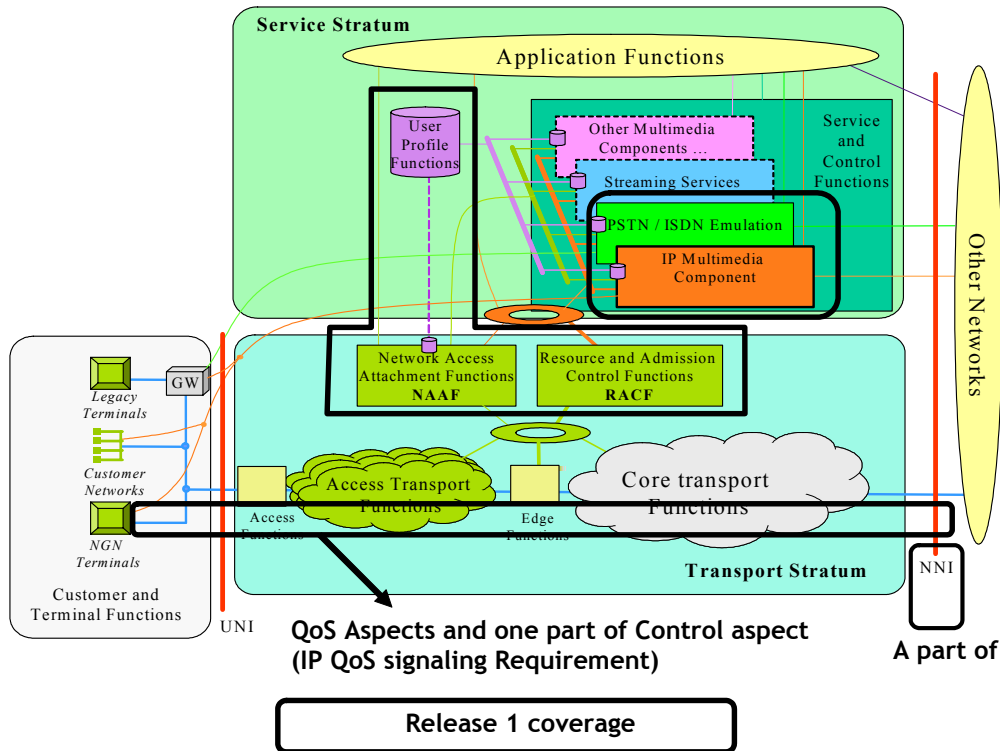 Service Stratum
Application Functions
User
Profile
Functions
Other Multimedia
Components ...
Service
and
Control
Functions
Streaming Services
PSTN / ISDN Emulation
IP Multimedia
Component
Other Networks
Network Access
Attachment Functions
NAAF
Resource and Admission
Control Functions
RACF
GW
Legacy
Terminals
Customer
Networks
NGN
Terminals
Customer and
Terminal Functions
UNI
Access
Functions
Access Transport
Functions
Edge
Functions
Core transport
Functions
Transport Stratum
NNI
QoS Aspects and one part of Control aspect
(IP QoS signaling Requirement)
A part of
Release 1 coverage